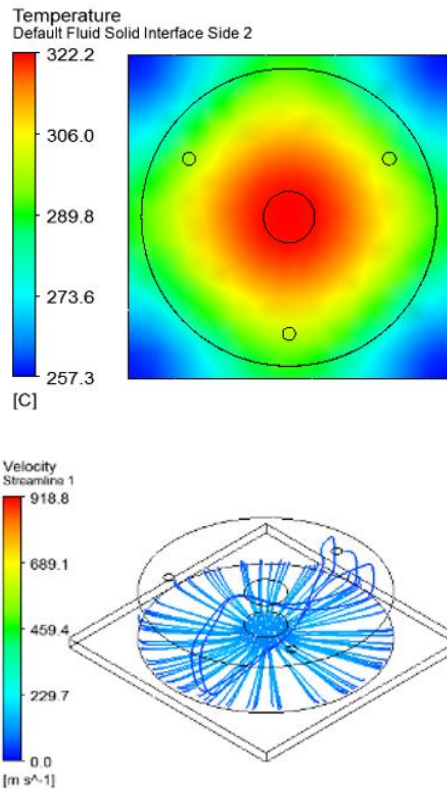 Temperature
Default Fluid Solid Interface Side 2
322.2
306.0
289.8
273.6
257.3
[C]
Velocity
Streamline 1
918.8
689.1
459.4
229.7
0.0
[m s^-1]